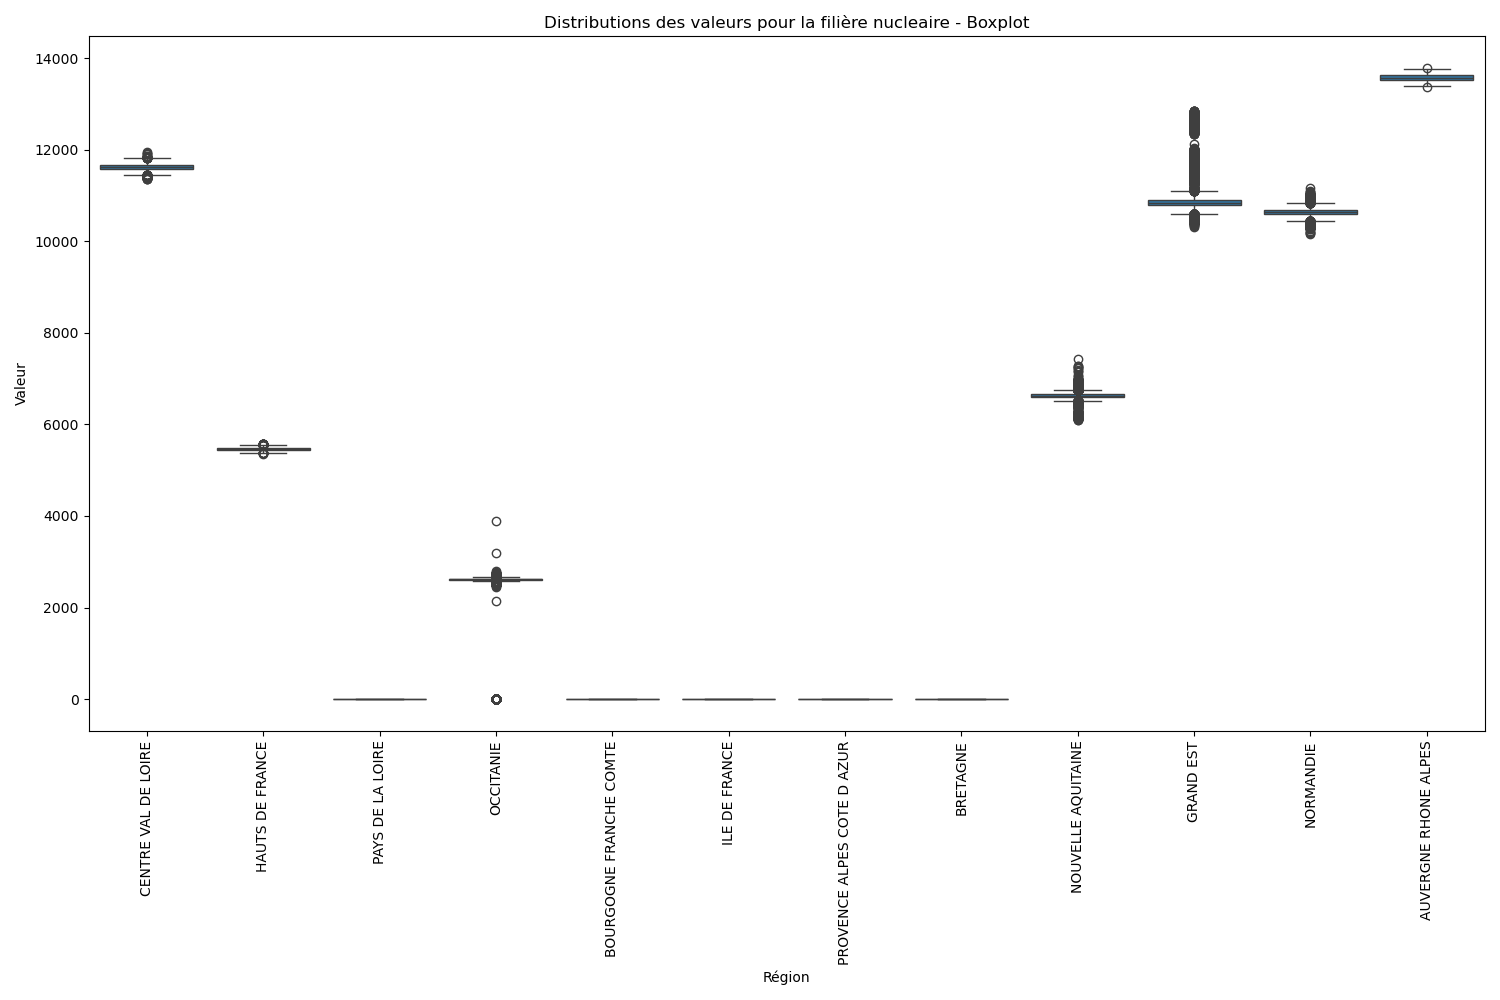 Distributions des valeurs pour la filière nucleaire - Boxplot
14000
12000
10000
8000
6000
4000
2000
0
Valeur
CENTRE VAL DE LOIRE
HAUTS DE FRANCE
PAYS DE LA LOIRE
OCCITANIE
BOURGOGNE FRANCHE COMTE
ILE DE FRANCE
PROVENCE ALPES COTE D AZUR
BRETAGNE
NOUVELLE AQUITAINE
GRAND EST
NORMANDIE
AUVERGNE RHONE ALPES
Région